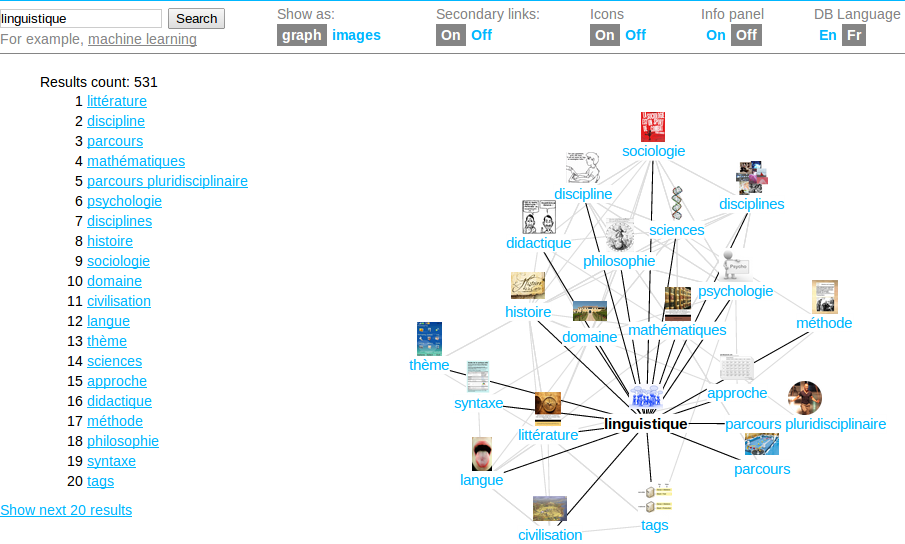 linguistique Search
For example, machine learning
Show as:
graph images
Secondary links:
On Off
Icons
On Off
Info panel
On Off
DB Language
En Fr
Results count: 531
1 littérature
2 discipline
3 parcours
4 mathématiques
5 parcours pluridisciplinaire
6 psychologie
7 disciplines
8 histoire
9 sociologie
10 domaine
11 civilisation
12 langue
13 thème
14 sciences
15 approche
16 didactique
17 méthode
18 philosophie
19 syntaxe
20 tags
Show next 20 results
sociologie
discipline
disciplines
sciences
didactique
philosophie
Psycho
psychologie
histoire
mathématiques
méthode
domaine
thème
approche
syntaxe
linguistique
parcours pluridisciplinaire
littérature
parcours
langue
tags
civilisation